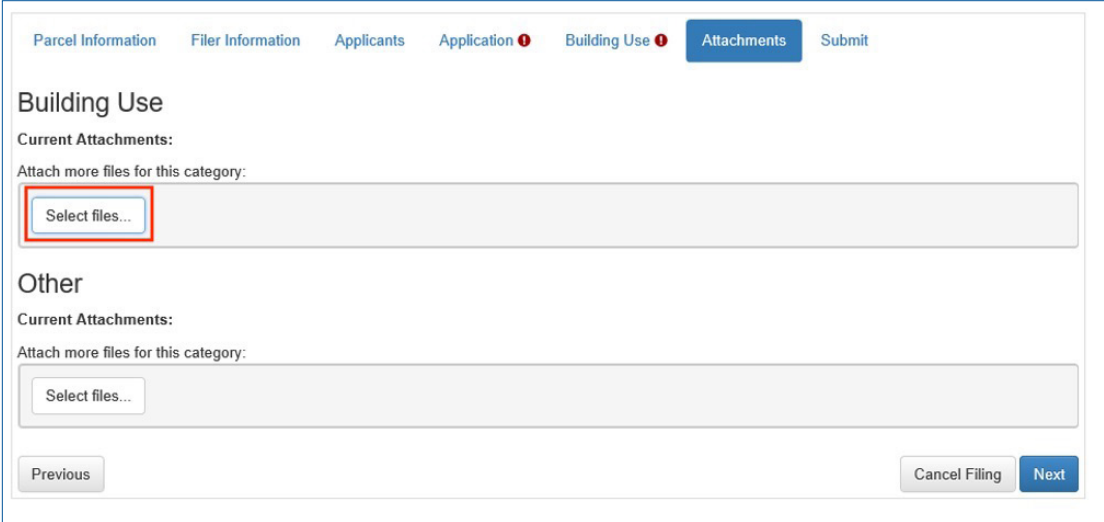 Parcel Information Filer Information Applicants Application Building Use Attachments Submit
Building Use
Current Attachments:
Attach more files for this category:
Select files...
Other
Current Attachments:
Attach more files for this category:
Select files...
Previous Cancel Filing Next